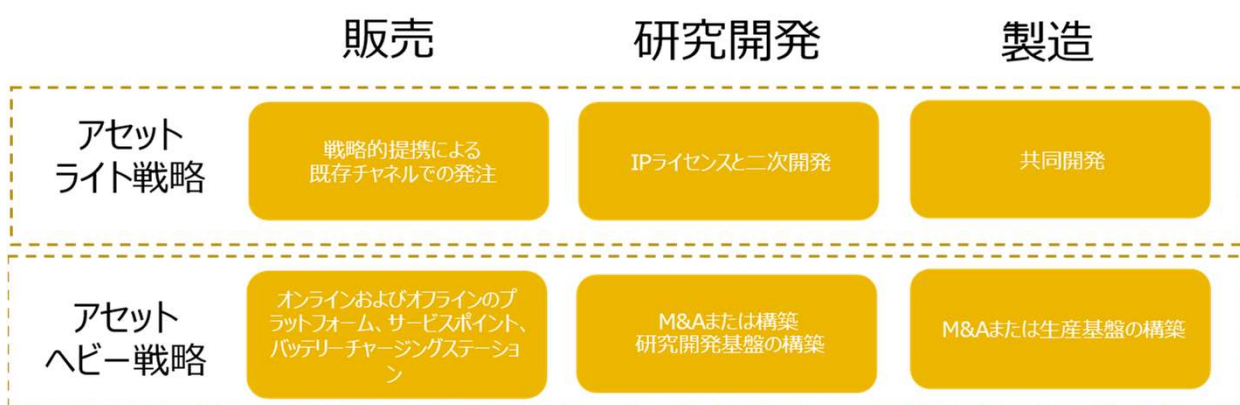 販売
研究開発
製造
アセット
ライト戦略
戦略的提携による
既存チャネルでの発注
IPライセンスと二次開発
共同開発
アセット
ヘビー戦略
オンラインおよびオフラインのプ
ラットフォーム、サービスポイント、
バッテリーチャージングステーショ
ン
M&Aまたは構築
研究開発基盤の構築
M&Aまたは生産基盤の構築